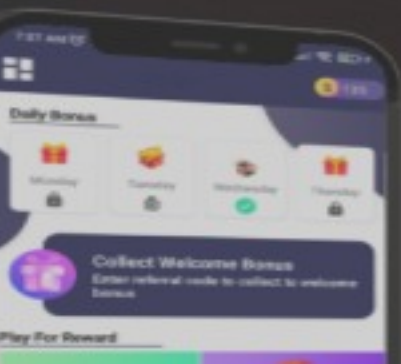 Daily Bonus
Monday
Tuesday
Wednesday
Thursday
Collect Welcome Bonus
Enter referral code to collect to welcome
bonus
Play For Reward